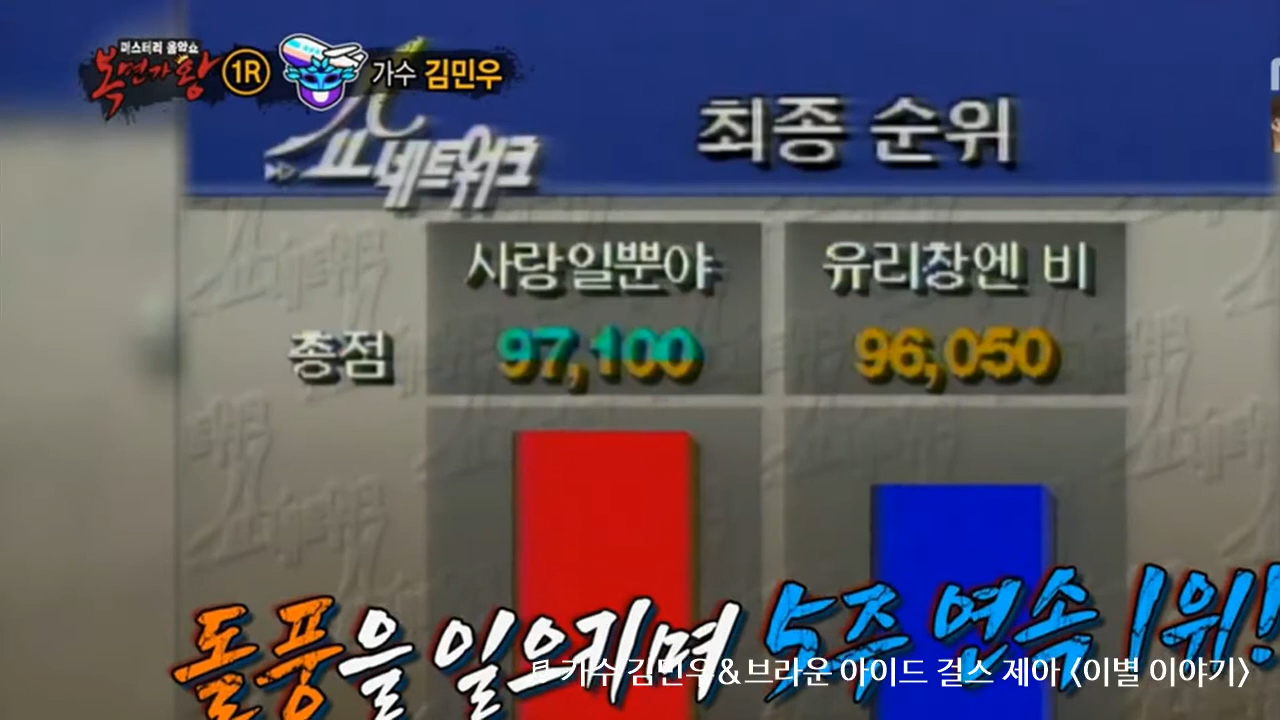 미스터리 음악쇼
복면가왕 1R 가수 김민우
쇼 네트워크
최종 순위
사랑일뿐야 유리창엔 비
총점 97,100 96,050
돌풍을 일으키며 5주 연속 1위!
가수 김민우&브라운 아이드 걸스 제아 〈이별 이야기〉